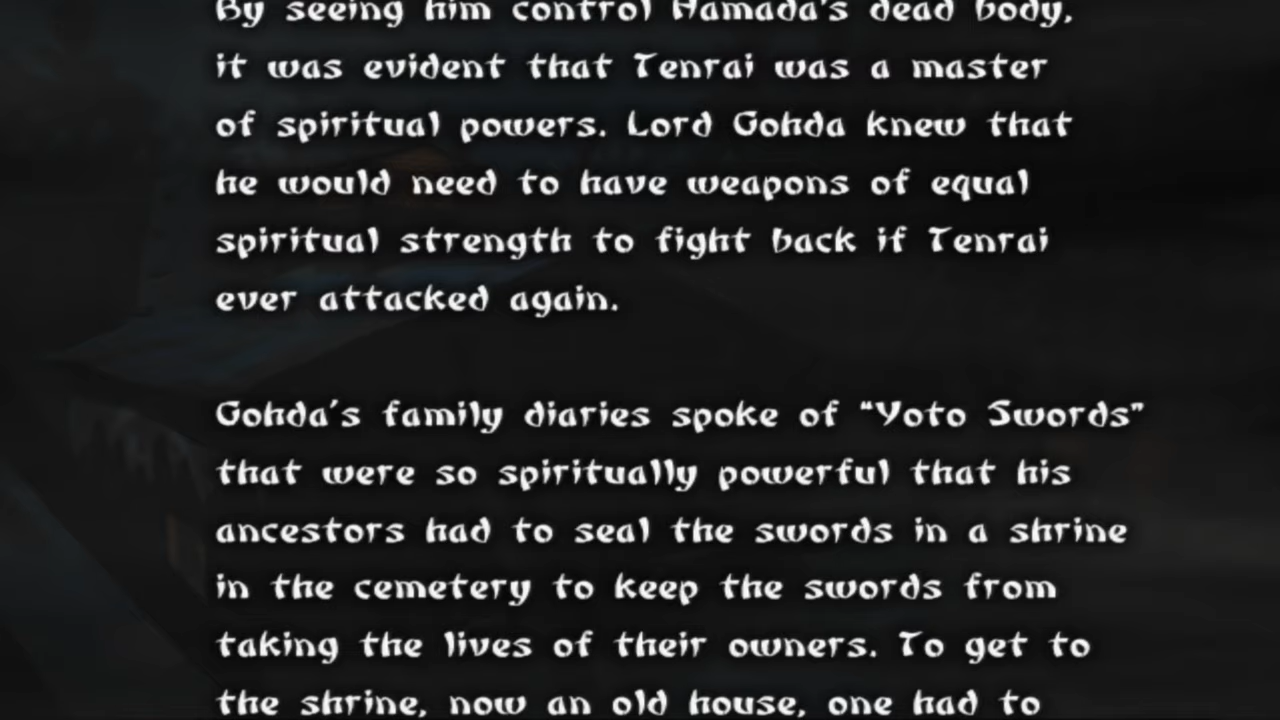 By seeing him control Hamada's dead body,
it was evident that Tenrai was a master
of spiritual powers. Lord Gohda knew that
he would need to have weapons of equal
spiritual strength to fight back if Tenrai
ever attacked again.
Gohda's family diaries spoke of “Yoto Swords”
that were so spiritually powerful that his
ancestors had to seal the swords in a shrine
in the cemetery to keep the swords from
taking the lives of their owners. To get to
the shrine, now an old house, one had to